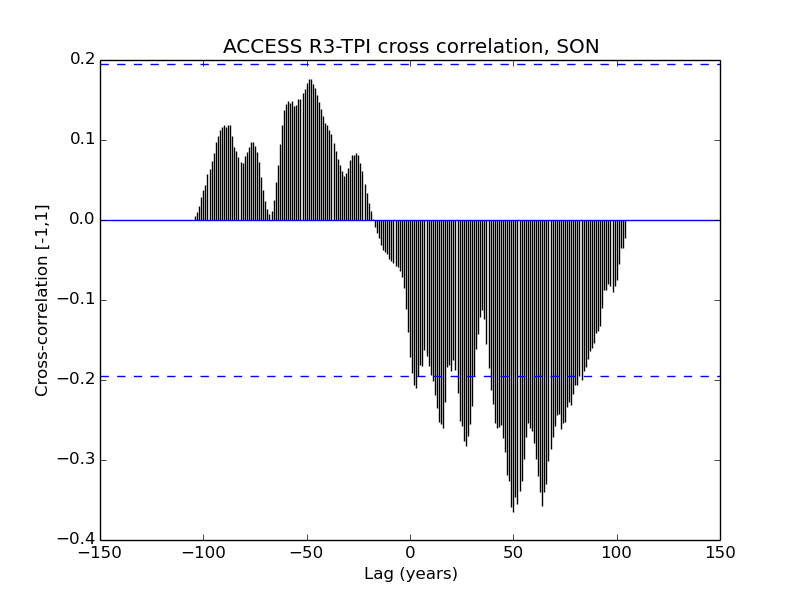 ACCESS R3-TPI cross correlation, SON
0.2
0.1
0.0
−0.1
−0.2
−0.3
−0.4
Cross-correlation [-1,1]
−150 −100 −50 0 50 100 150
Lag (years)